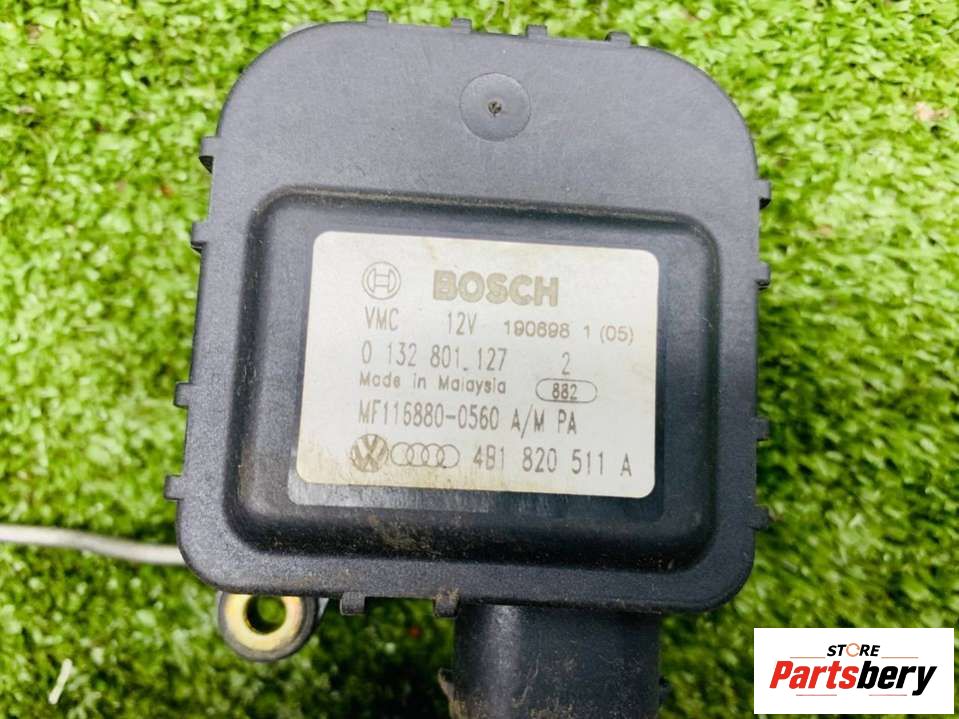 BOSCH
VMC 12V 190698 1 (05)
0 132 801 127 2
Made in Malaysia 882
MF116880-0560 A/M PA
4B1 820 511 A
STORE
Partsbery